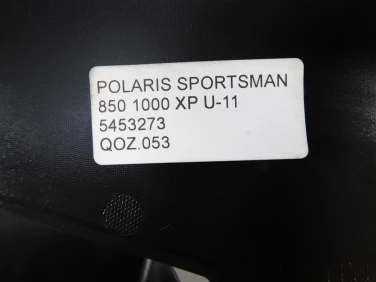 POLARIS SPORTSMAN
850 1000 XP U-11
5453273
QOZ.053